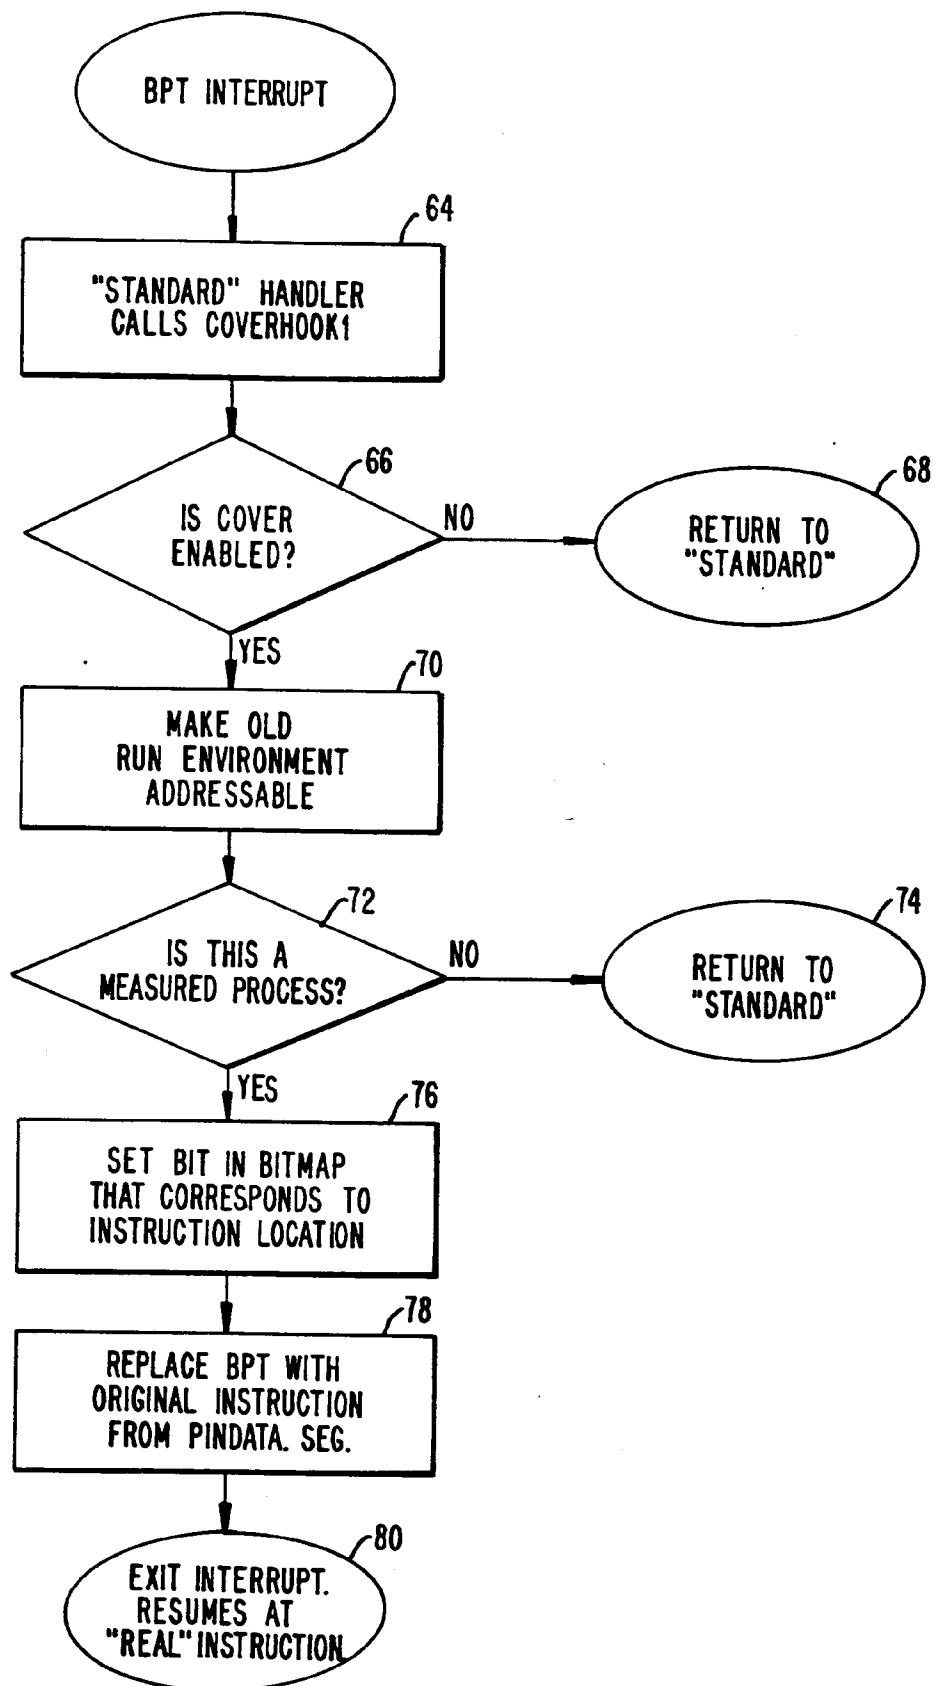 BPT INTERRUPT
64
"STANDARD" HANDLER
CALLS COVERHOOK1
66
IS COVER
ENABLED?
NO
68
RETURN TO
"STANDARD"
YES
70
MAKE OLD
RUN ENVIRONMENT
ADDRESSABLE
72
IS THIS A
MEASURED PROCESS?
NO
74
RETURN TO
"STANDARD"
YES
76
SET BIT IN BITMAP
THAT CORRESPONDS TO
INSTRUCTION LOCATION
78
REPLACE BPT WITH
ORIGINAL INSTRUCTION
FROM PINDATA. SEG.
80
EXIT INTERRUPT.
RESUMES AT
"REAL" INSTRUCTION